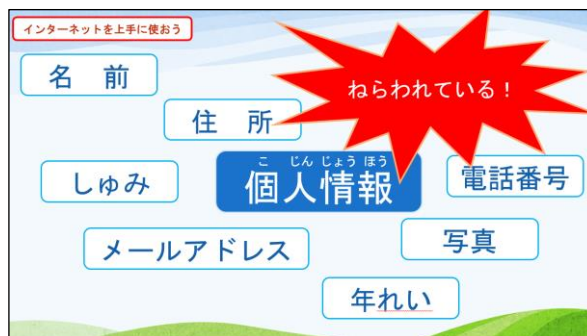 インターネットを上手に使おう
名　前
ねらわれている！
住　所
しゅみ
こ じん じょう ほう
個人情報
電話番号
メールアドレス
写真
年れい